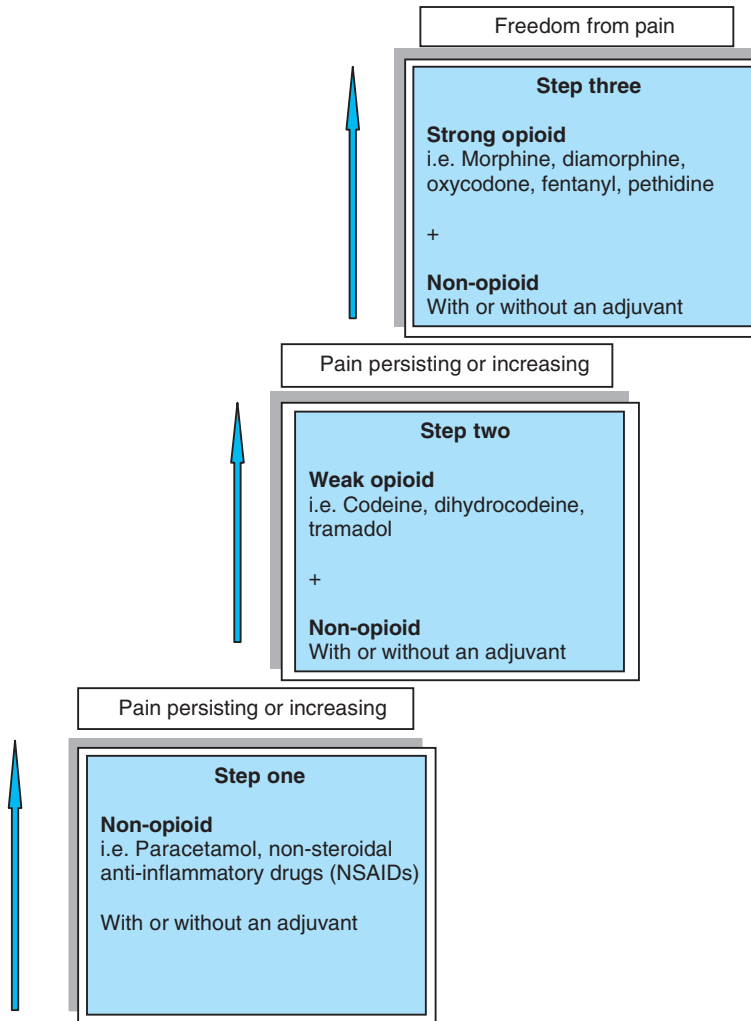 Freedom from pain
Step three
Strong opioid
i.e. Morphine, diamorphine,
oxycodone, fentanyl, pethidine
+
Non-opioid
With or without an adjuvant
Pain persisting or increasing
Step two
Weak opioid
i.e. Codeine, dihydrocodeine,
tramadol
+
Non-opioid
With or without an adjuvant
Pain persisting or increasing
Step one
Non-opioid
i.e. Paracetamol, non-steroidal
anti-inflammatory drugs (NSAIDs)
With or without an adjuvant